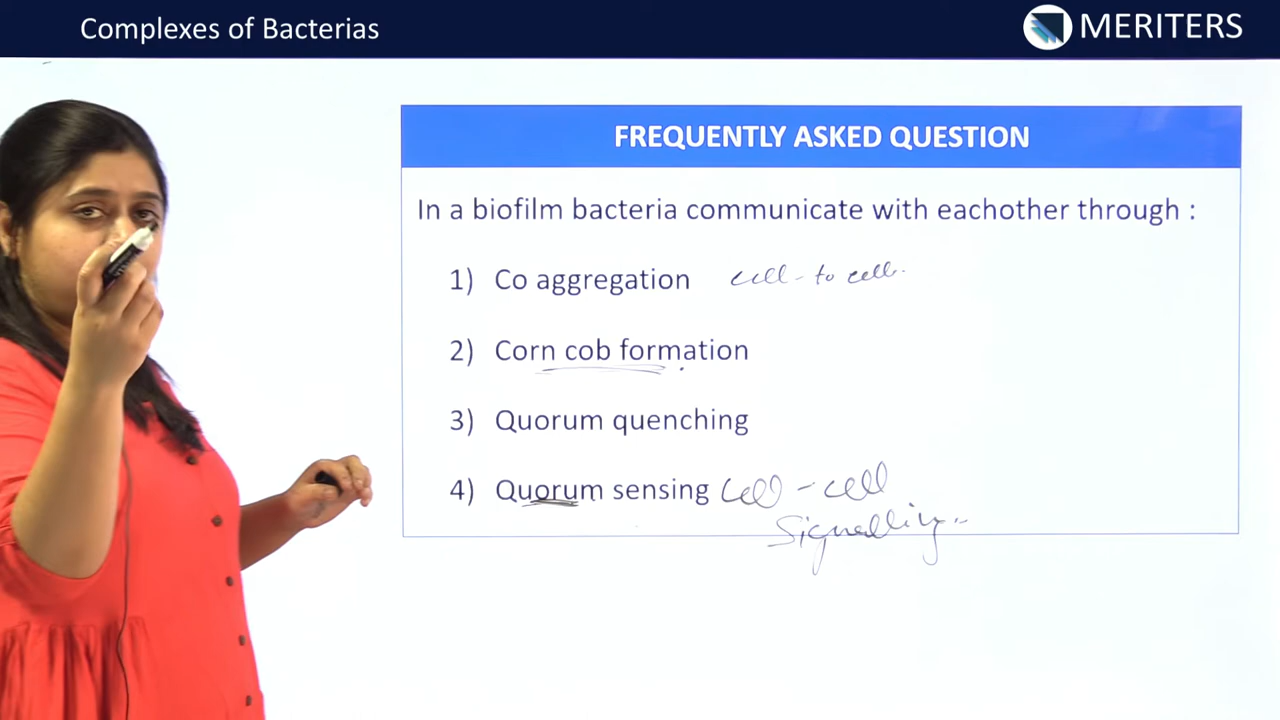 Complexes of Bacterias
MERITERS
FREQUENTLY ASKED QUESTION
In a biofilm bacteria communicate with eachother through :
1) Co aggregation cell - to cell.
2) Corn cob formation
3) Quorum quenching
4) Quorum sensing Cell - cell
Signalling..